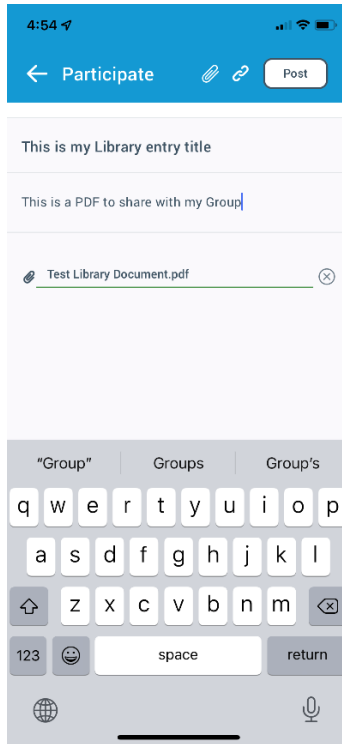 4:54
Participate
Post
This is my Library entry title
This is a PDF to share with my Group
Test Library Document.pdf
“Group”
Groups
Group's
q w e r t y u i o p
a s d f g h j k l
z x c v b n m
123
space
return